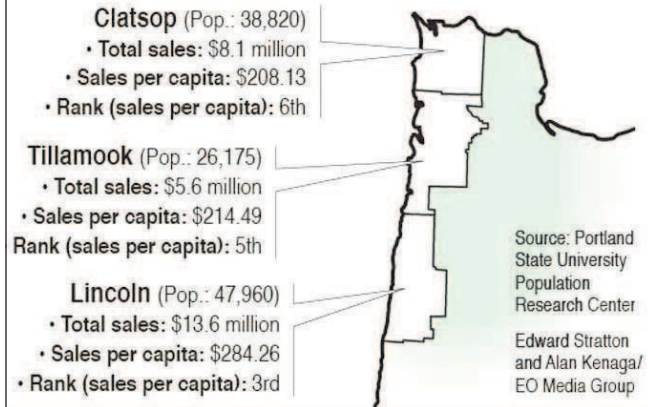 Clatsop (Pop.: 38,820)
• Total sales: $8.1 million
• Sales per capita: $208.13
• Rank (sales per capita): 6th
Tillamook (Pop.: 26,175)
• Total sales: $5.6 million
• Sales per capita: $214.49
Rank (sales per capita): 5th
Lincoln (Pop.: 47,960)
• Total sales: $13.6 million
• Sales per capita: $284.26
• Rank (sales per capita): 3rd
Source: Portland
State University
Population
Research Center
Edward Stratton
and Alan Kenaga/
EO Media Group